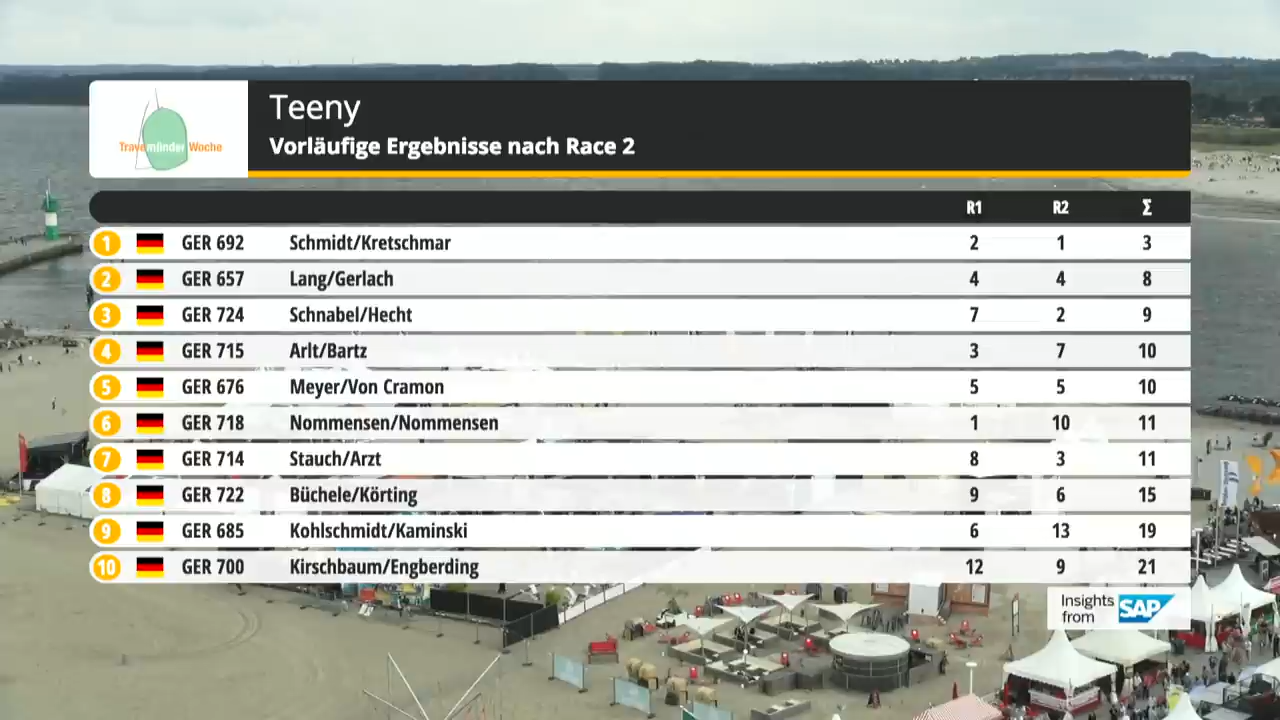 Teeny
Travemünder Woche
Vorläufige Ergebnisse nach Race 2
R1 R2 Σ
1 GER 692 Schmidt/Kretschmar 2 1 3
2 GER 657 Lang/Gerlach 4 4 8
3 GER 724 Schnabel/Hecht 7 2 9
4 GER 715 Arlt/Bartz 3 7 10
5 GER 676 Meyer/Von Cramon 5 5 10
6 GER 718 Nommensen/Nommensen 1 10 11
7 GER 714 Stauch/Arzt 8 3 11
8 GER 722 Büchele/Körting 9 6 15
9 GER 685 Kohlschmidt/Kaminski 6 13 19
10 GER 700 Kirschbaum/Engberding 12 9 21
Insights
from SAP